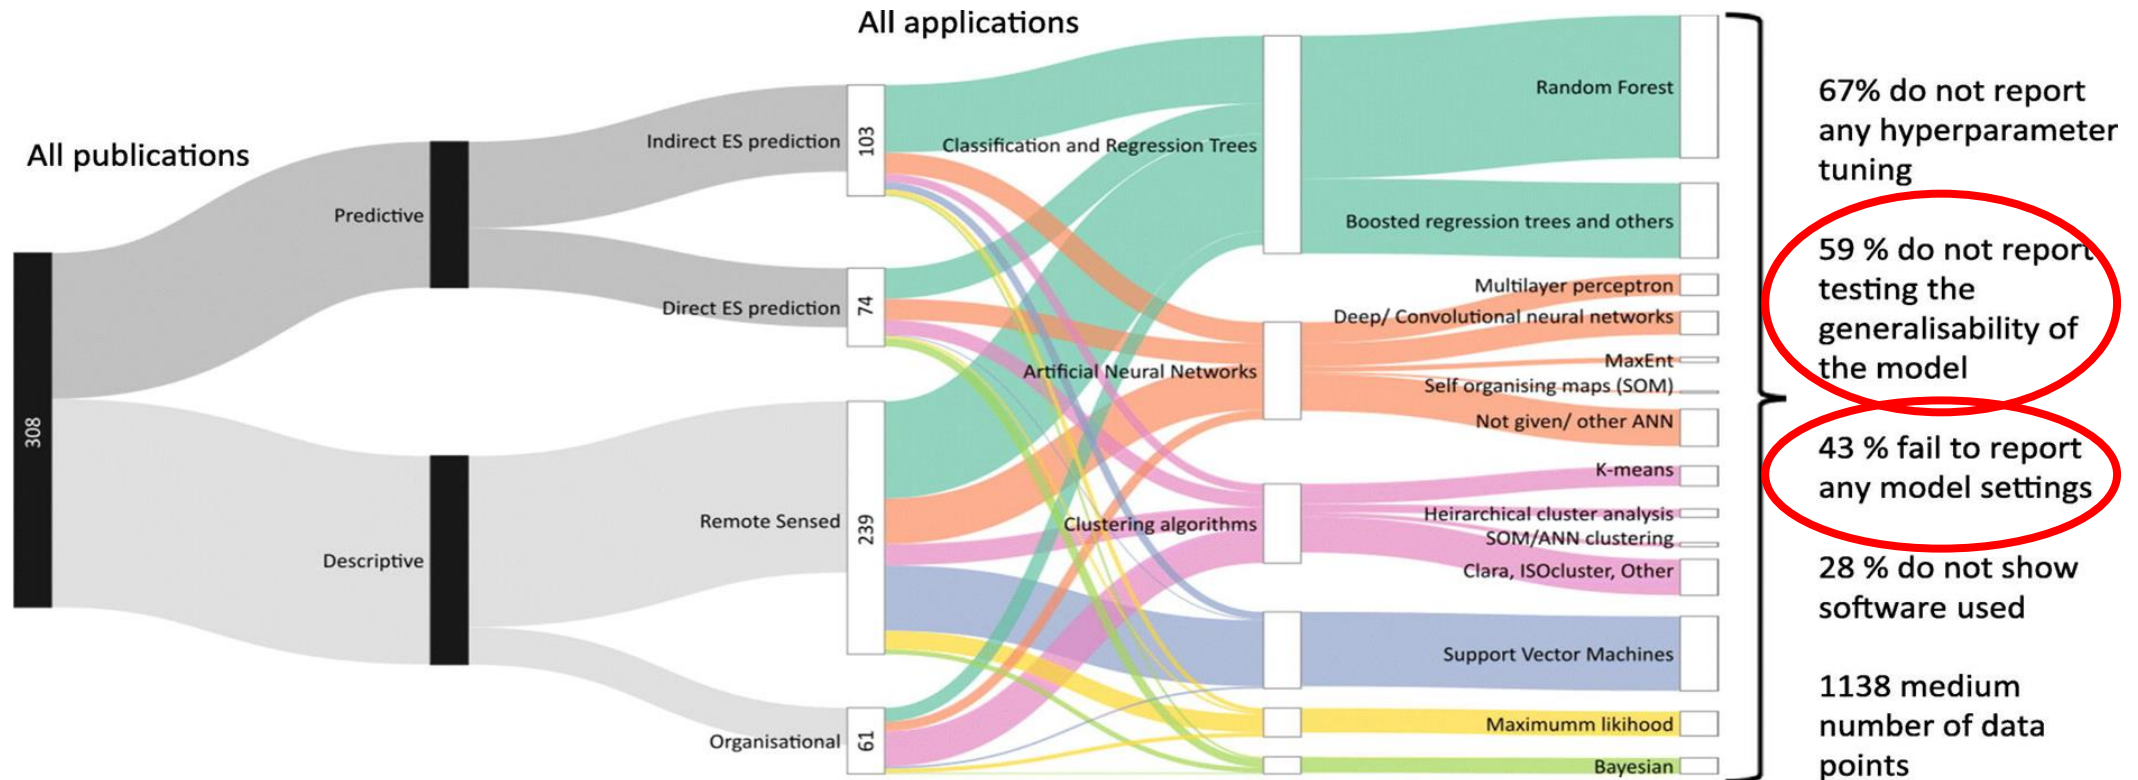 All publications
308
Predictive
Descriptive
All applications
Indirect ES prediction
103
Direct ES prediction
74
Remote Sensed
239
Organisational
61
Classification and Regression Trees
Artificial Neural Networks
Clustering algorithms
Random Forest
Boosted regression trees and others
Multilayer perceptron
Deep/ Convolutional neural networks
MaxEnt
Self organising maps (SOM)
Not given/ other ANN
K-means
Heirarchical cluster analysis
SOM/ANN clustering
Clara, ISOcluster, Other
Support Vector Machines
Maximumm likihood
Bayesian
67% do not report
any hyperparameter
tuning
59 % do not report
testing the
generalisability of
the model
43 % fail to report
any model settings
28 % do not show
software used
1138 medium
number of data
points